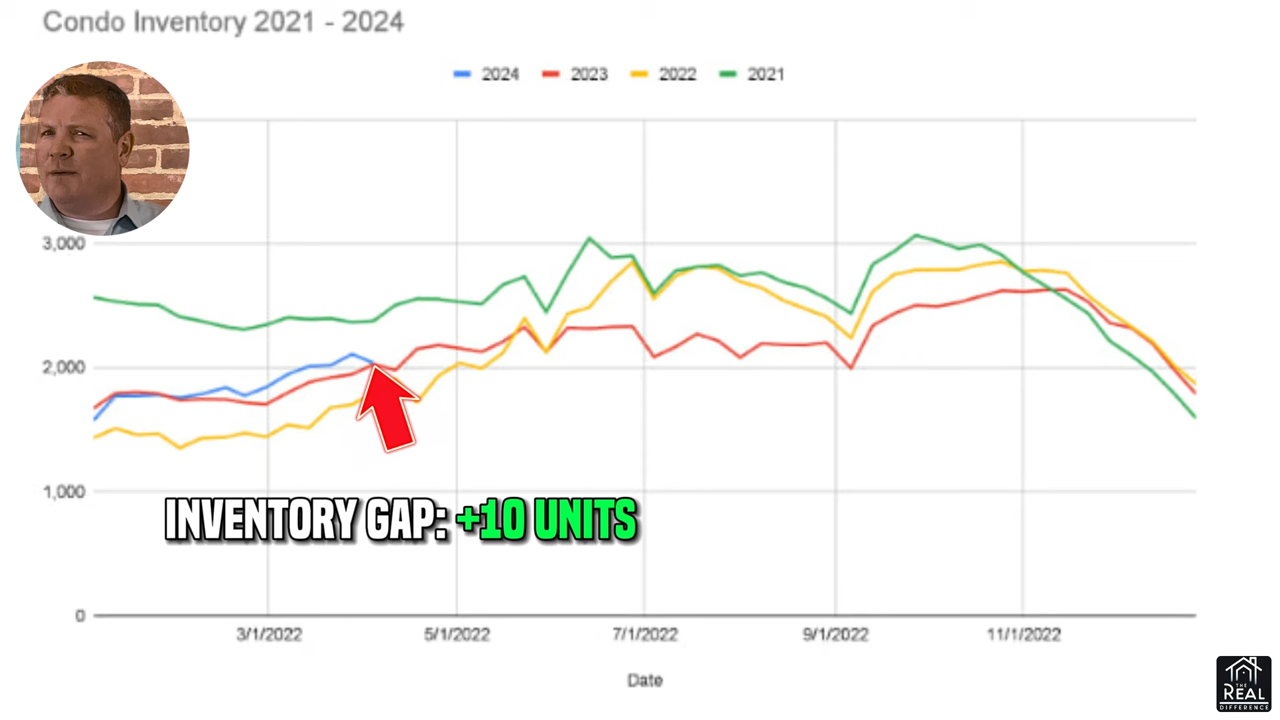 Condo Inventory 2021 - 2024
2024 2023 2022 2021
3,000
2,000
1,000
0
INVENTORY GAP: +10 UNITS
3/1/2022 5/1/2022 7/1/2022 9/1/2022 11/1/2022
Date
THE
REAL
DIFFERENCE